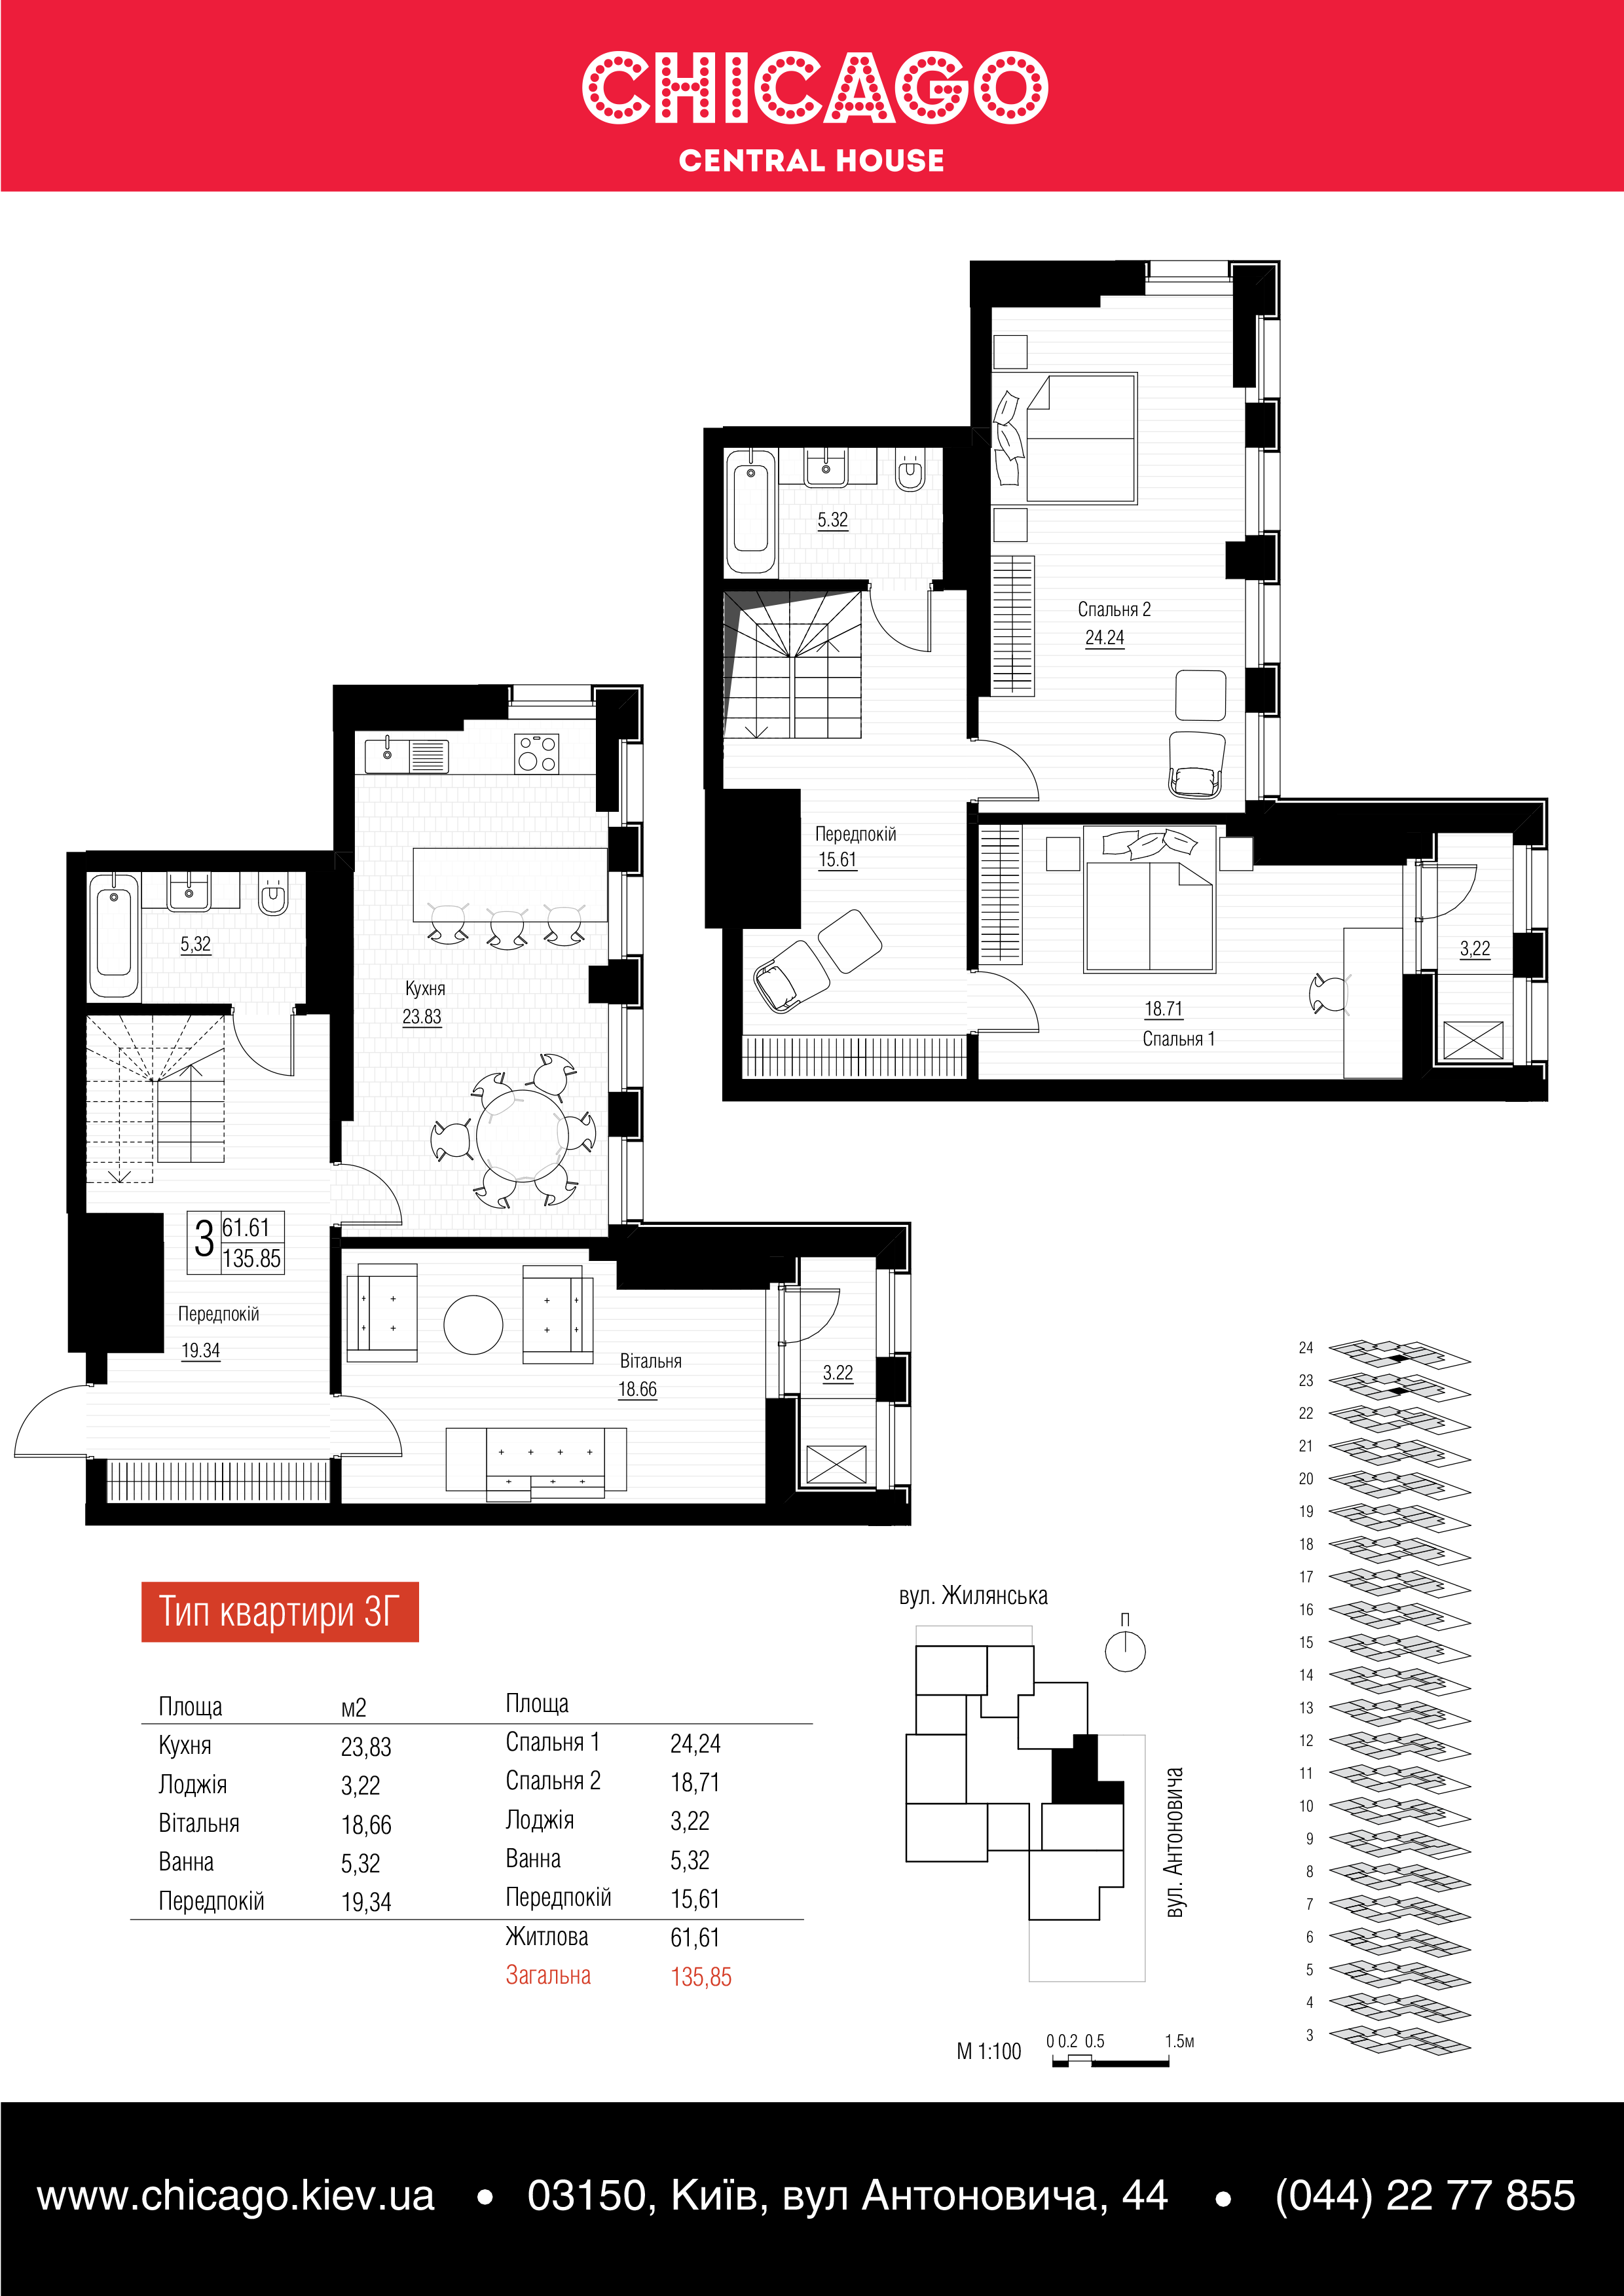 CHICAGO
CENTRAL HOUSE
5.32
Спальня 2
24.24
Передпокій
15.61
18.71
Спальня 1
3,22
5,32
Кухня
23.83
3
61.61
135.85
Передпокій
19.34
Вітальня
18.66
3.22
24
23
22
21
20
19
18
17
16
15
14
13
12
11
10
9
8
7
6
5
4
3
Тип квартири 3Г
Площа м2
Кухня 23,83
Лоджія 3,22
Вітальня 18,66
Ванна 5,32
Передпокій 19,34
Площа
Спальня 1 24,24
Спальня 2 18,71
Лоджія 3,22
Ванна 5,32
Передпокій 15,61
Житлова 61,61
Загальна 135,85
вул. Жилянська
П
вул. Антоновича
М 1:100 0 0.2 0.5 1.5м
www.chicago.kiev.ua • 03150, Київ, вул Антоновича, 44 • (044) 22 77 855